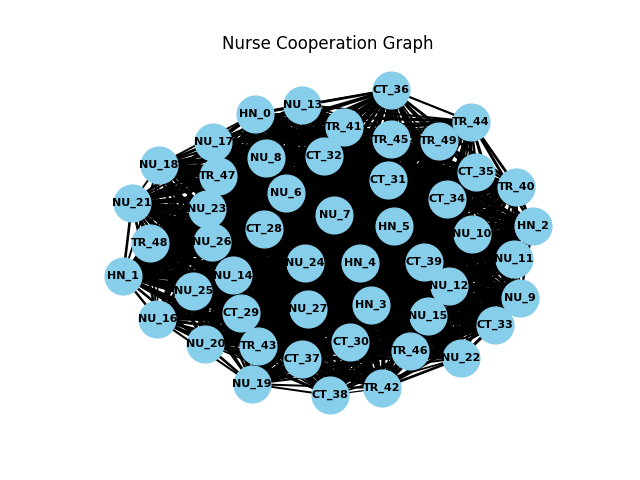 Nurse Cooperation Graph
CT_36
NU_13
HN_0
TR_44
TR_41
TR_45
TR_49
NU_17
CT_32
NU_8
NU_18
CT_35
TR_47
CT_31
TR_40
NU_6
CT_34
NU_21
NU_23
NU_7
HN_5
HN_2
CT_28
NU_10
NU_26
TR_48
NU_11
CT_39
NU_24
HN_4
HN_1
NU_14
NU_12
NU_25
NU_9
HN_3
NU_27
CT_29
NU_15
NU_16
CT_33
CT_30
NU_20
TR_43
TR_46
NU_22
CT_37
NU_19
TR_42
CT_38